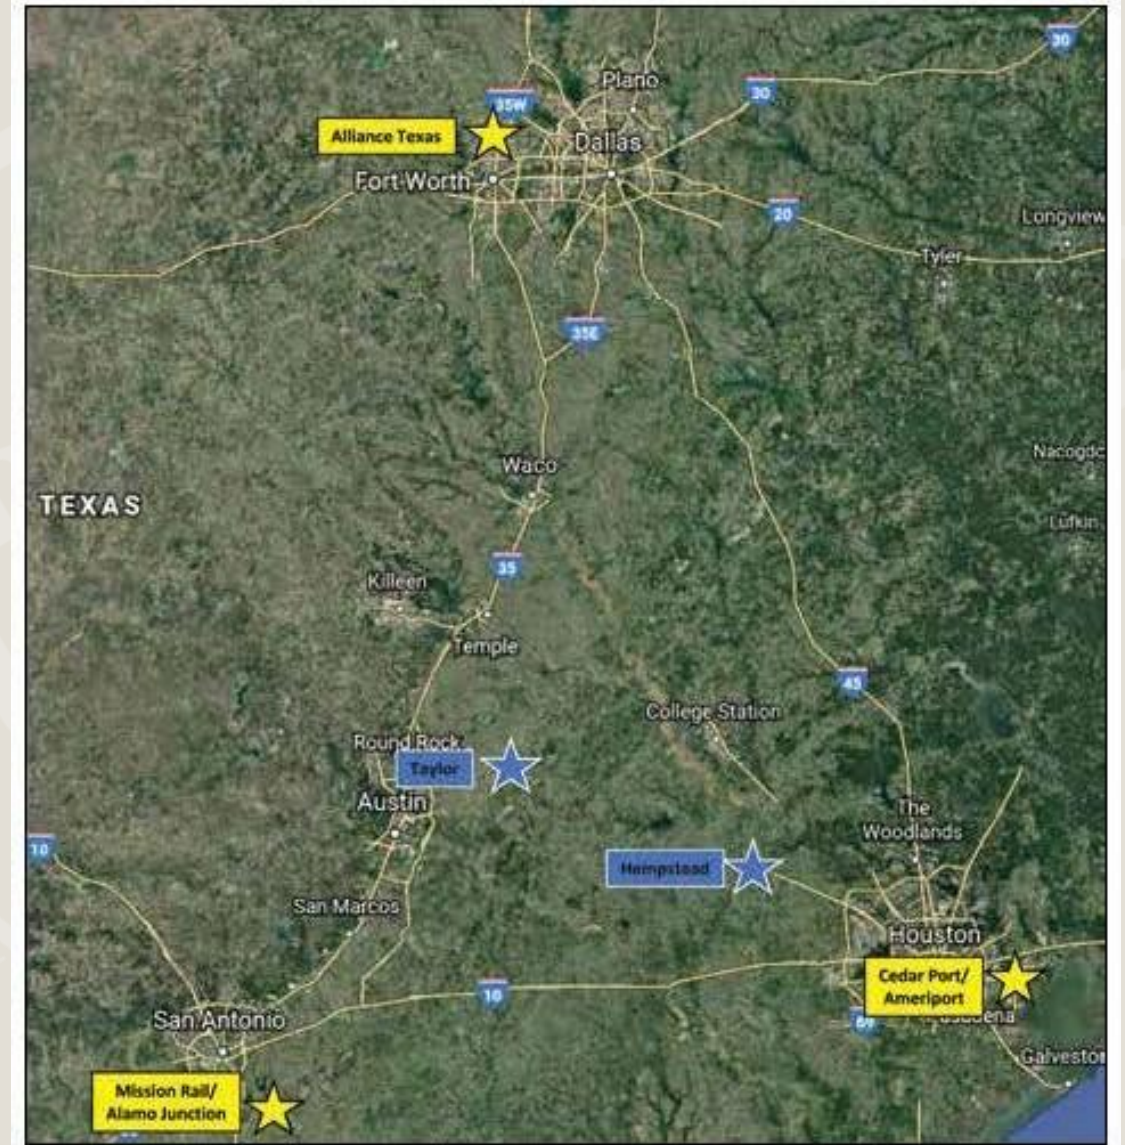 30
Plano
35W
30
Alliance Texas
Dallas
Fort Worth
20
Longview
Tyler
35E
Waco
Nacogdc
TEXAS
Lufkin
35
Killeen
Temple
45
College Station
Round Rock
Taylor
Austin
The
Woodlands
10
Hempstead
San Marcos
Houston
Cedar Port/
Ameriport
10
69
San Antonio
Galveston
Mission Rail/
Alamo Junction